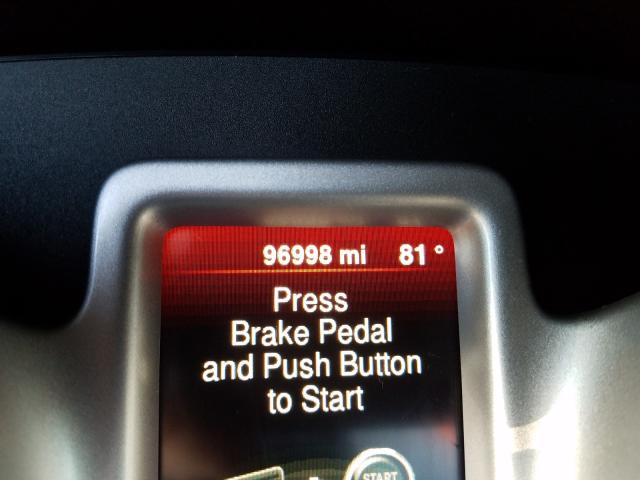 96998 mi 81°
Press
Brake Pedal
and Push Button
to Start
START